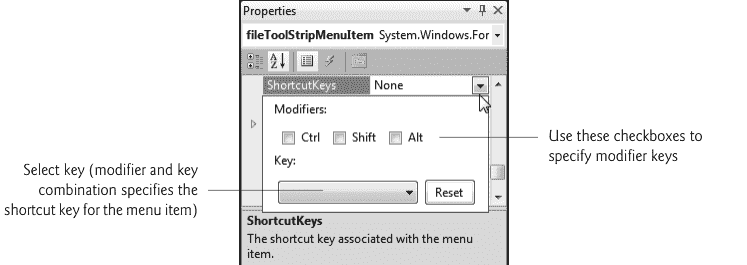 Properties
fileToolStripMenuItem System.Windows.For
ShortcutKeys None
Modifiers:
Ctrl Shift Alt
Key:
Reset
ShortcutKeys
The shortcut key associated with the menu
item.
Use these checkboxes to
specify modifier keys
Select key (modifier and key
combination specifies the
shortcut key for the menu item)